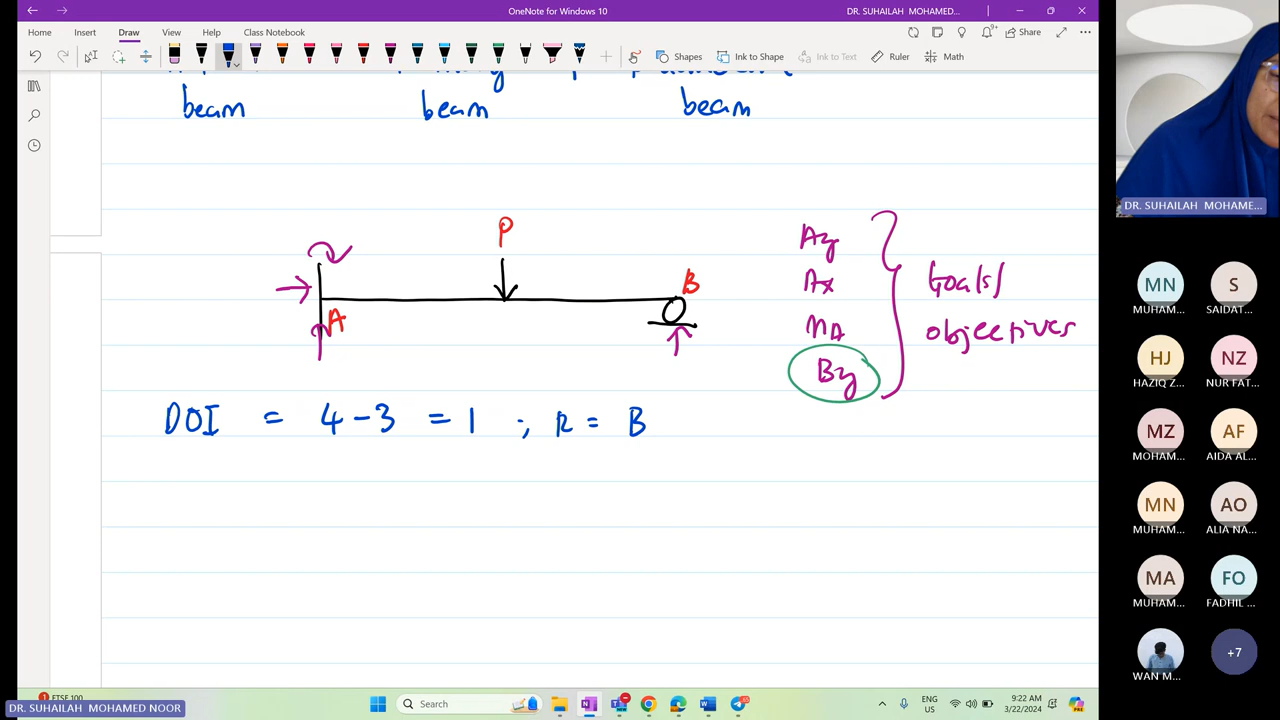 OneNote for Windows 10
DR. SUHAILAH MOHAMED...
Home Insert Draw View Help Class Notebook
Share
Shapes Ink to Shape Ink to Text Ruler Math
beam beam beam
P
B
A
Ay
Ax
MA
By
Goals/
objectives
DOI = 4-3 = 1 ; R = B
DR. SUHAILAH MOHAME...
MN S
MUHAM... SAIDAT...
HJ NZ
HAZIQ Z... NUR FAT...
MZ AF
MOHAM... AIDA AL...
MN AO
MUHAM... ALIA NA...
MA FO
MUHAM... FADHIL ...
+7
WAN M...
1
FTSE 100
DR. SUHAILAH MOHAMED NOOR
Search
ENG
US
9:22 AM
3/22/2024